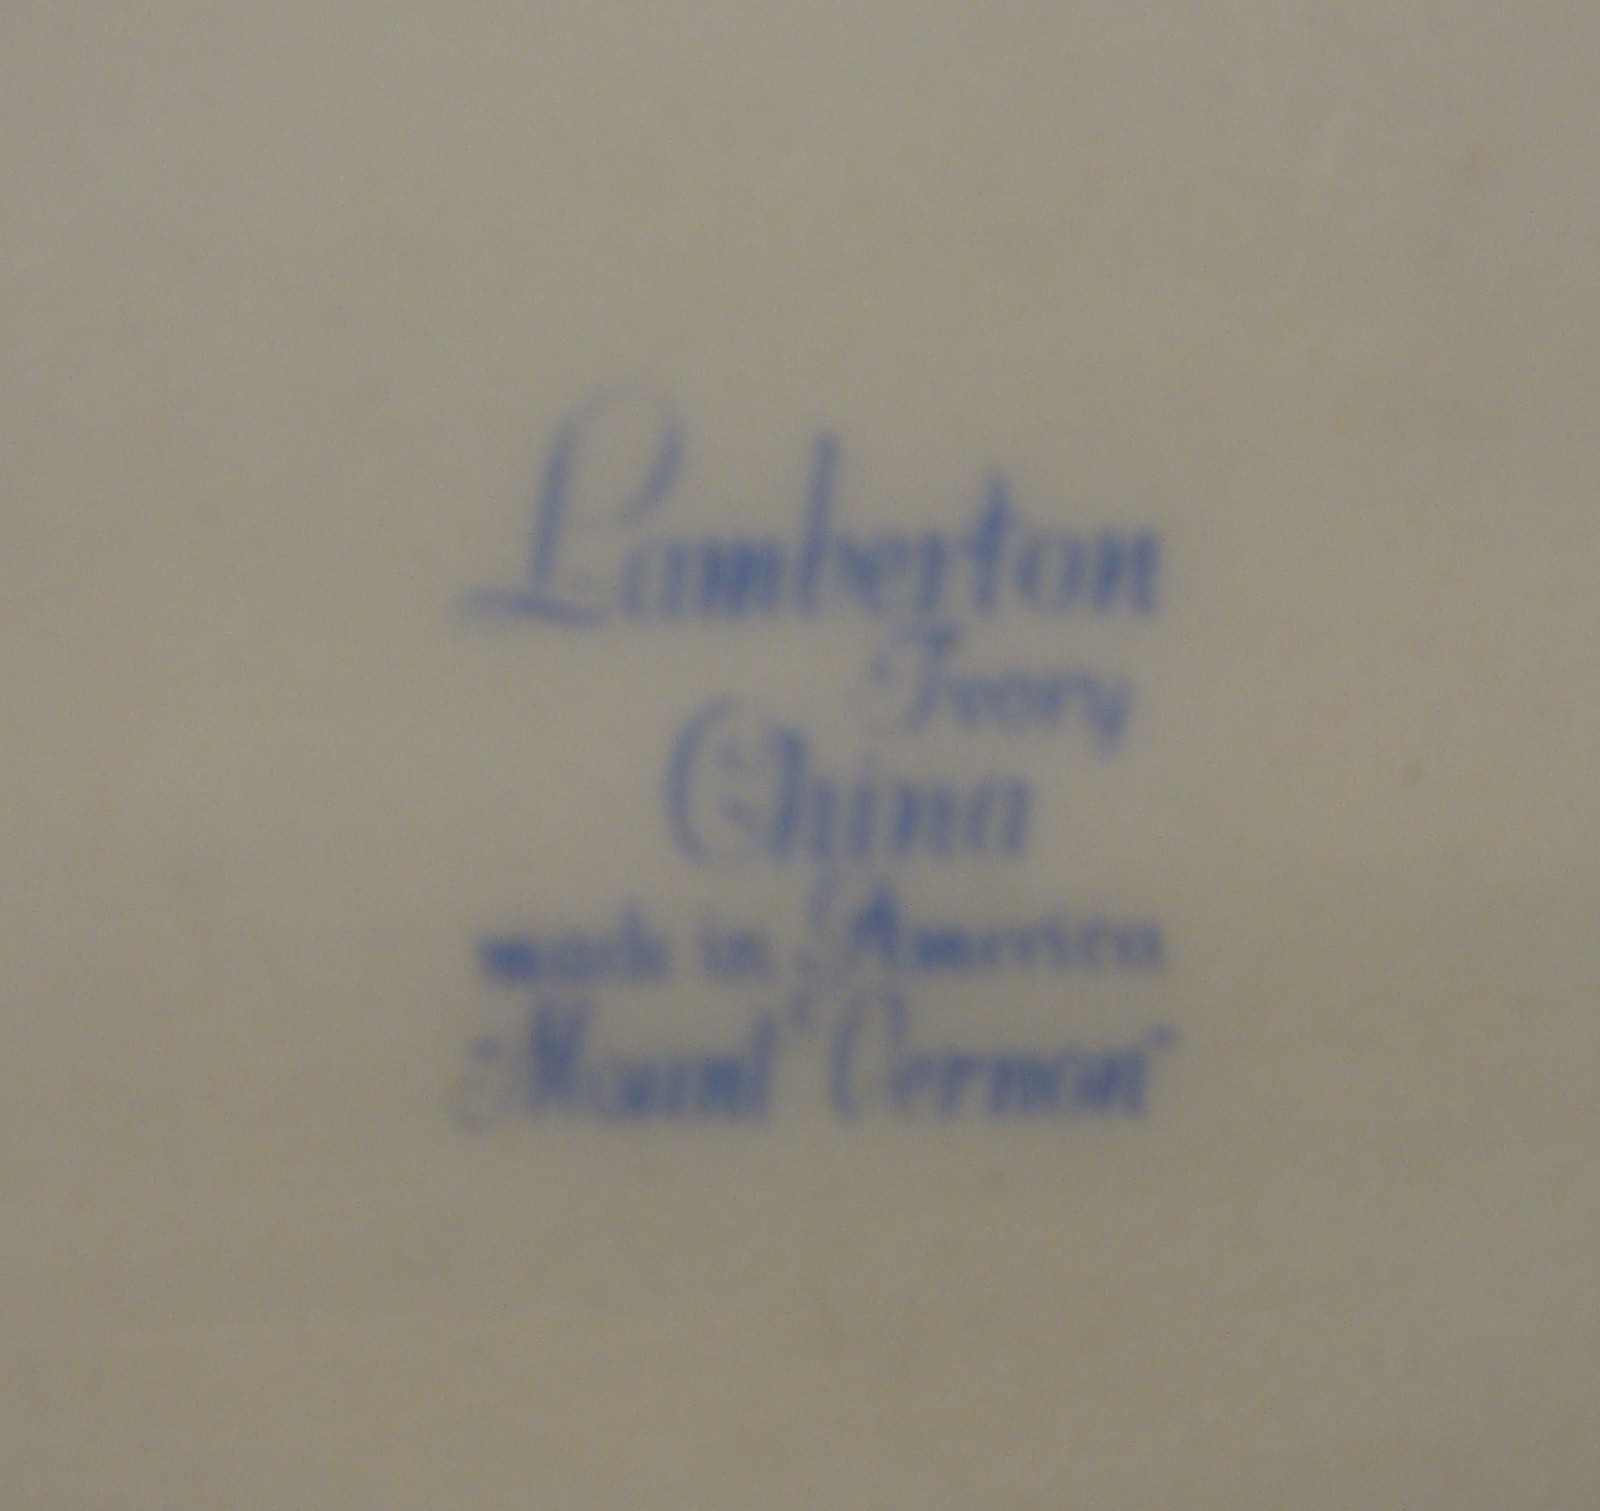 Lamberton
Ivory
China
made in America
"Mount Vernon"